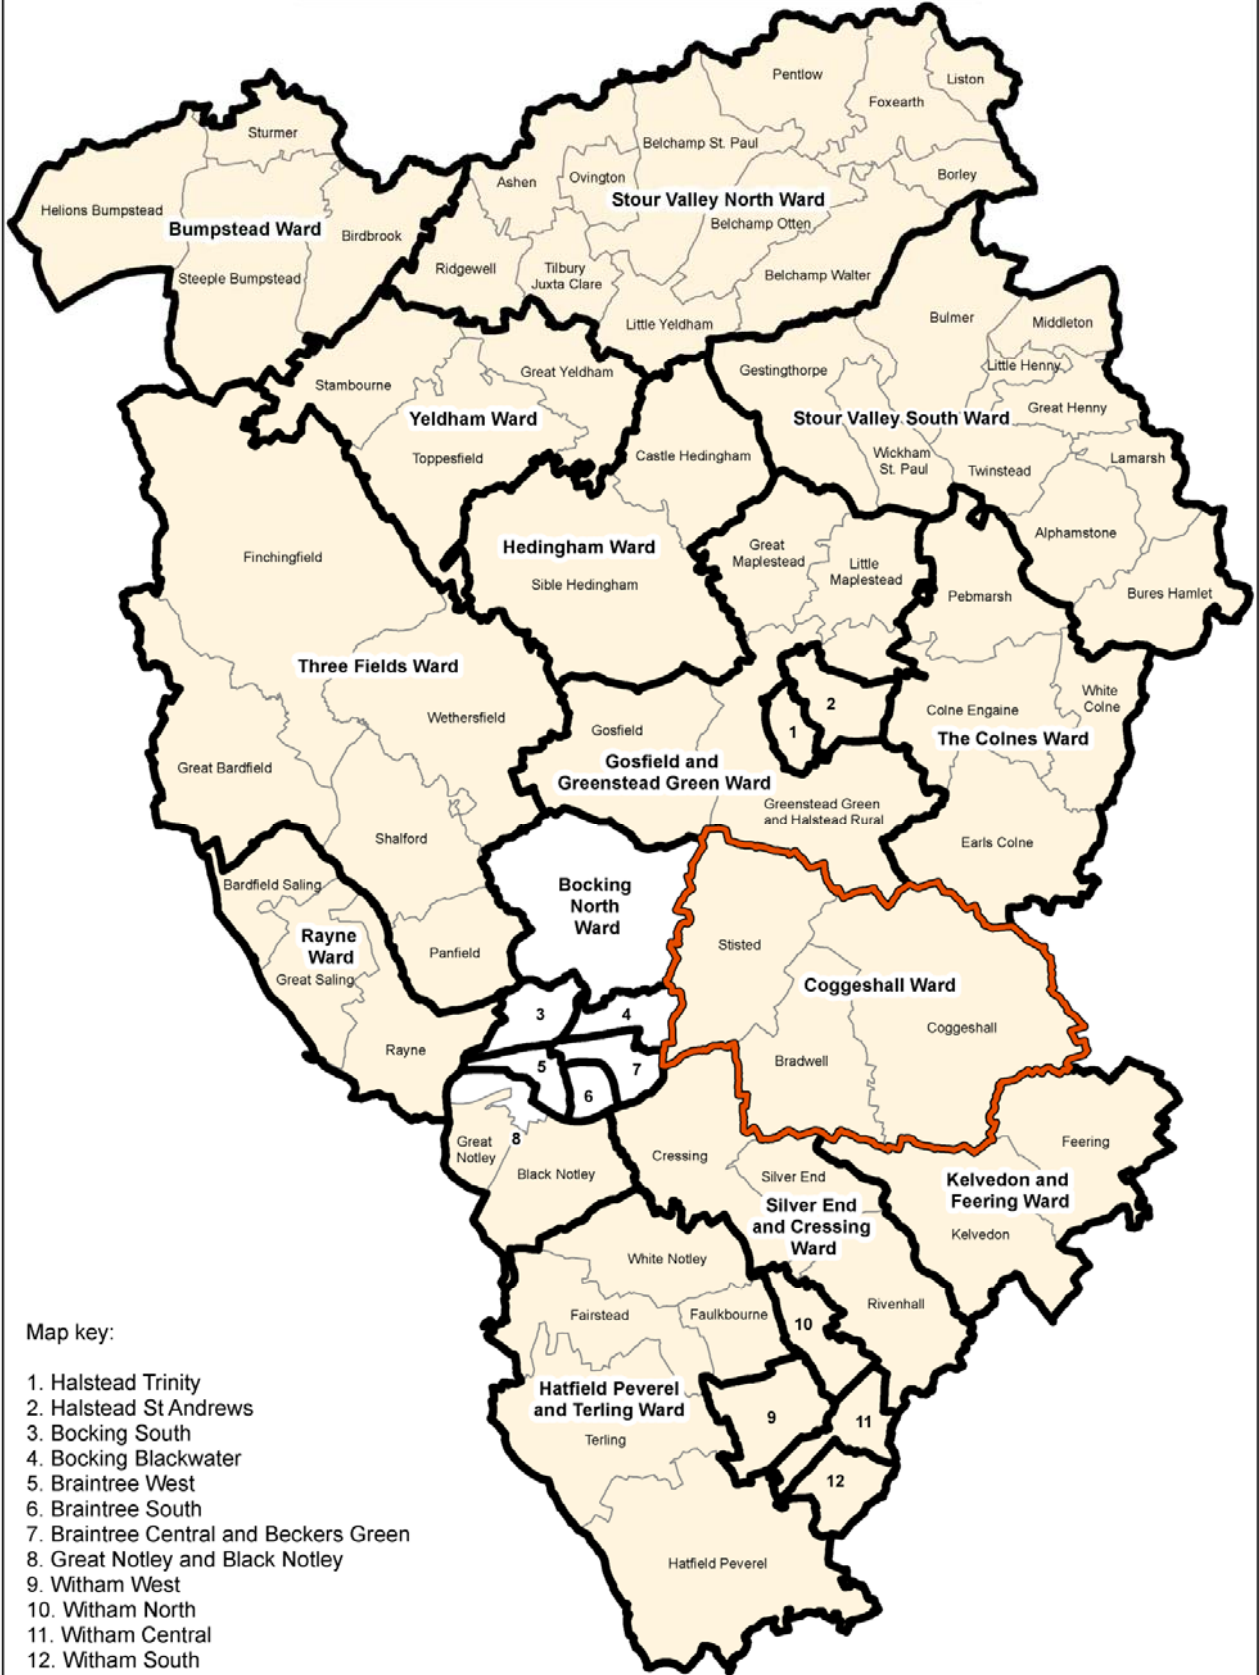 Pentlow
Liston
Foxearth
Sturmer
Belchamp St. Paul
Borley
Ovington
Ashen
Stour Valley North Ward
Helions Bumpstead
Bumpstead Ward
Birdbrook
Belchamp Otten
Steeple Bumpstead
Ridgewell
Tilbury
Juxta Clare
Belchamp Walter
Little Yeldham
Bulmer
Middleton
Stambourne
Great Yeldham
Gestingthorpe
Little Henny
Great Henny
Yeldham Ward
Stour Valley South Ward
Toppesfield
Castle Hedingham
Wickham
St. Paul
Twinstead
Lamarsh
Finchingfield
Hedingham Ward
Sible Hedingham
Great
Maplestead
Little
Maplestead
Alphamstone
Pebmarsh
Bures Hamlet
Three Fields Ward
Wethersfield
Gosfield
1
2
Colne Engaine
White
Colne
The Colnes Ward
Great Bardfield
Gosfield and
Greenstead Green Ward
Greenstead Green
and Halstead Rural
Shalford
Earls Colne
Bardfield Saling
Bocking
North
Ward
Rayne
Ward
Great Saling
Panfield
Stisted
Coggeshall Ward
Coggeshall
Rayne
3
4
5
6
7
Bradwell
8
Great
Notley
Black Notley
Cressing
Silver End
Feering
Kelvedon and
Feering Ward
Silver End
and Cressing
Ward
Kelvedon
White Notley
Rivenhall
Fairstead
Faulkbourne
10
Map key:
Hatfield Peverel
and Terling Ward
Terling
9
11
12
Hatfield Peverel
1. Halstead Trinity
2. Halstead St Andrews
3. Bocking South
4. Bocking Blackwater
5. Braintree West
6. Braintree South
7. Braintree Central and Beckers Green
8. Great Notley and Black Notley
9. Witham West
10. Witham North
11. Witham Central
12. Witham South